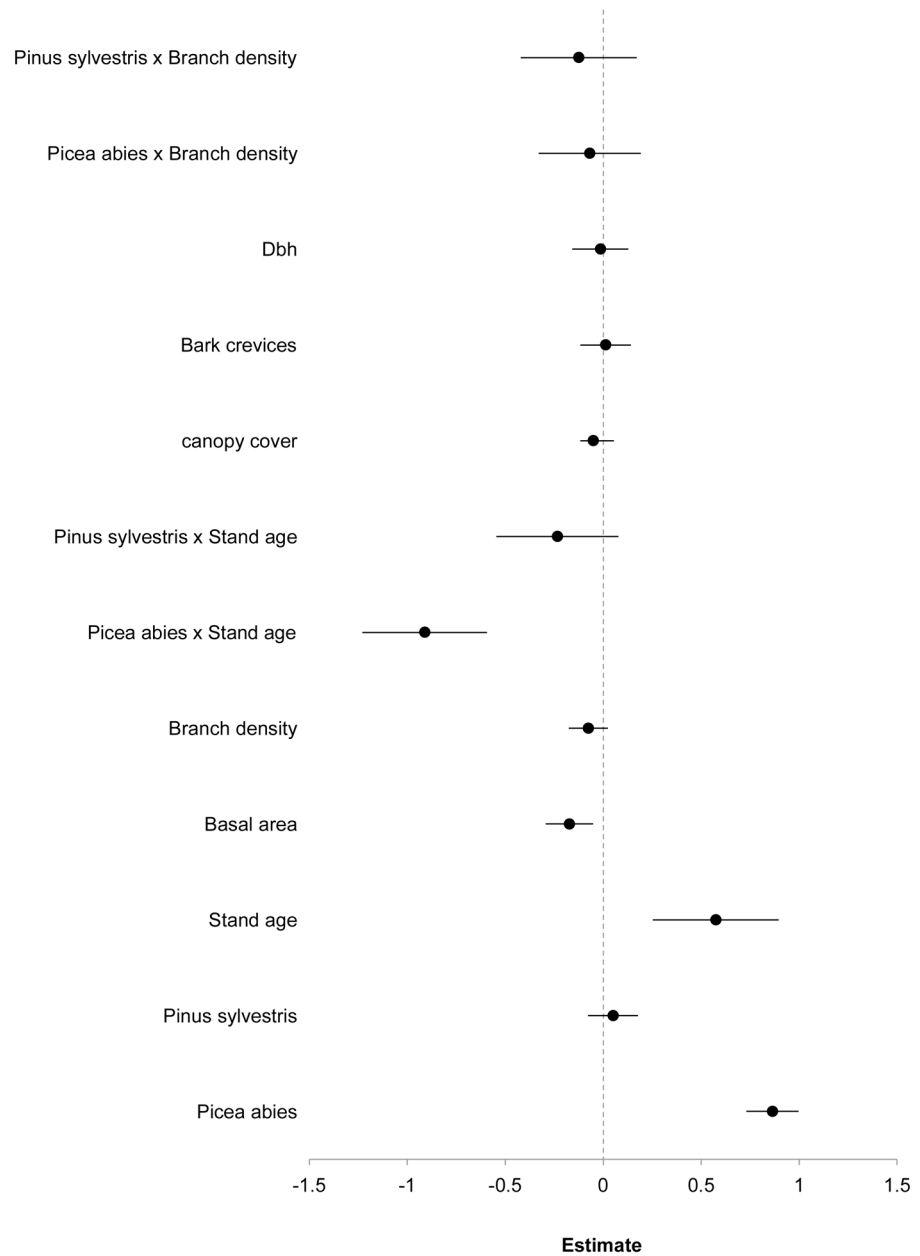 Pinus sylvestris x Branch density
Picea abies x Branch density
Dbh
Bark crevices
canopy cover
Pinus sylvestris x Stand age
Picea abies x Stand age
Branch density
Basal area
Stand age
Pinus sylvestris
Picea abies
-1.5 -1 -0.5 0 0.5 1 1.5
Estimate